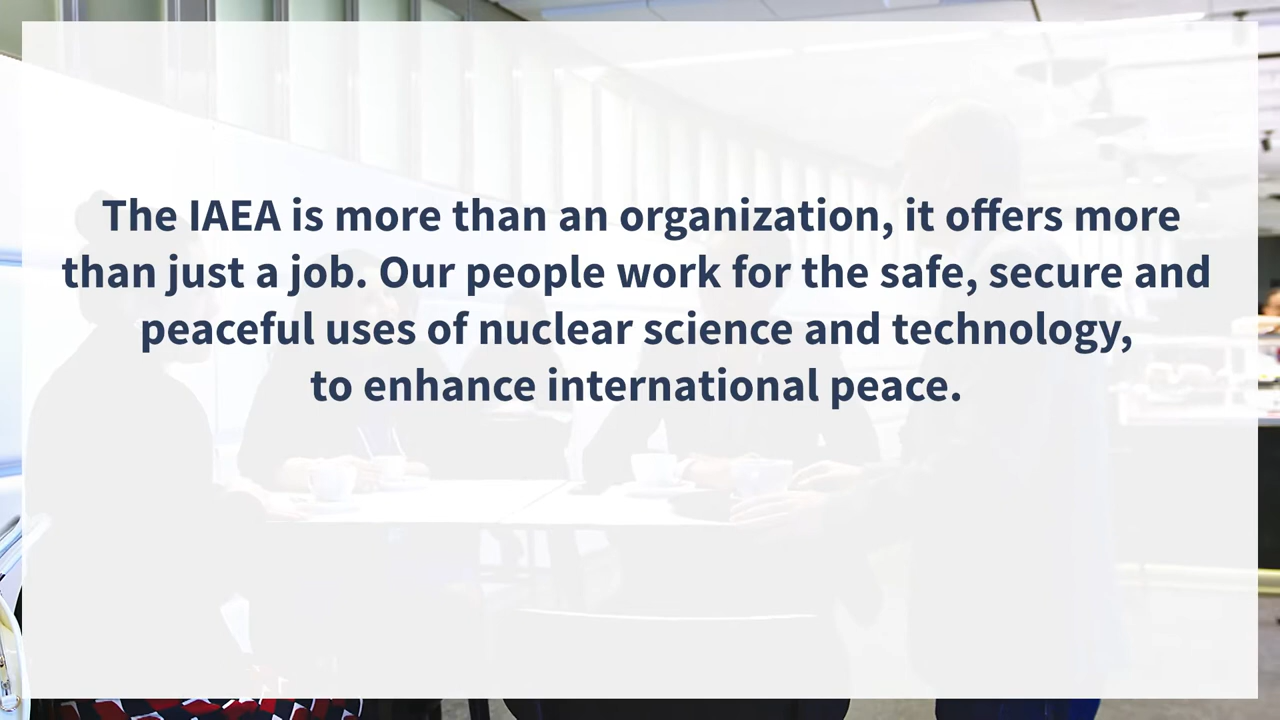 The IAEA is more than an organization, it offers more
than just a job. Our people work for the safe, secure and
peaceful uses of nuclear science and technology,
to enhance international peace.